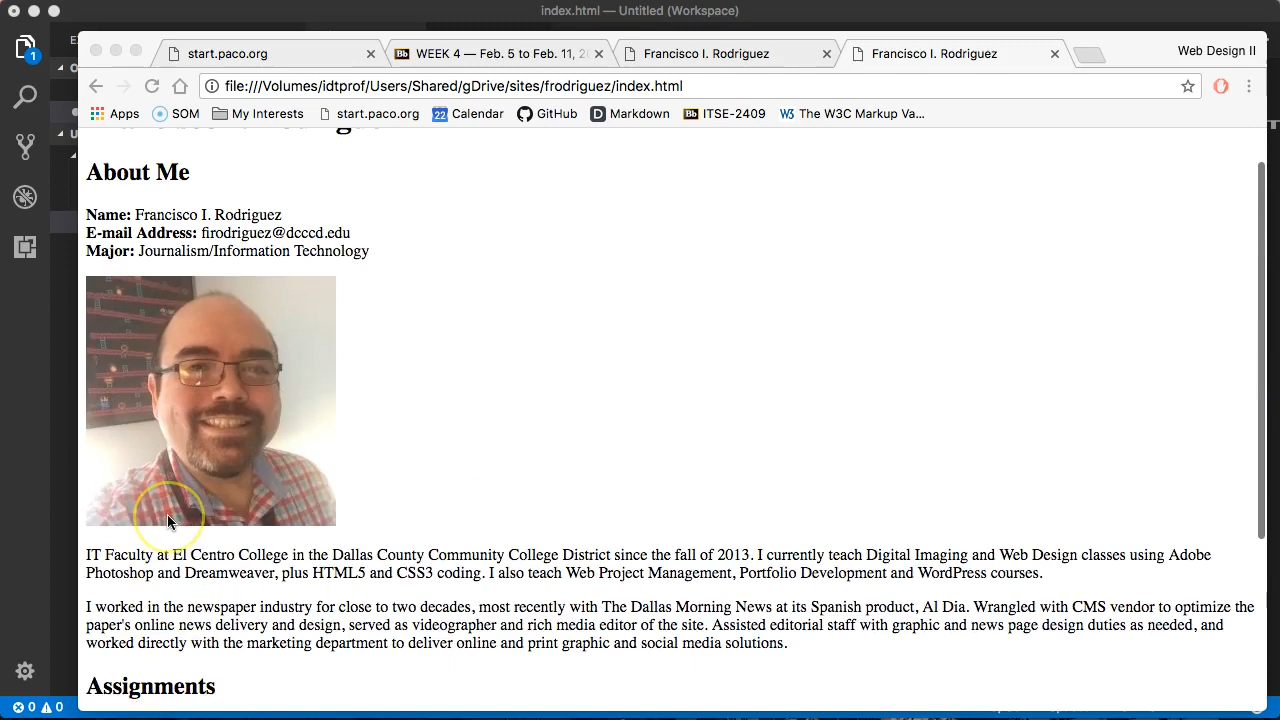 index.html — Untitled (Workspace)
start.paco.org
WEEK 4 — Feb. 5 to Feb. 11, 2
Francisco I. Rodriguez
Francisco I. Rodriguez
Web Design II
file:///Volumes/idtprof/Users/Shared/gDrive/sites/frodriguez/index.html
Apps
SOM
My Interests
start.paco.org
22 Calendar
GitHub
D Markdown
Bb ITSE-2409
W3 The W3C Markup Va...
About Me
Name: Francisco I. Rodriguez
E-mail Address: firodriguez@dcccd.edu
Major: Journalism/Information Technology
IT Faculty at El Centro College in the Dallas County Community College District since the fall of 2013. I currently teach Digital Imaging and Web Design classes using Adobe
Photoshop and Dreamweaver, plus HTML5 and CSS3 coding. I also teach Web Project Management, Portfolio Development and WordPress courses.
I worked in the newspaper industry for close to two decades, most recently with The Dallas Morning News at its Spanish product, Al Dia. Wrangled with CMS vendor to optimize the
paper's online news delivery and design, served as videographer and rich media editor of the site. Assisted editorial staff with graphic and news page design duties as needed, and
worked directly with the marketing department to deliver online and print graphic and social media solutions.
Assignments
0 0